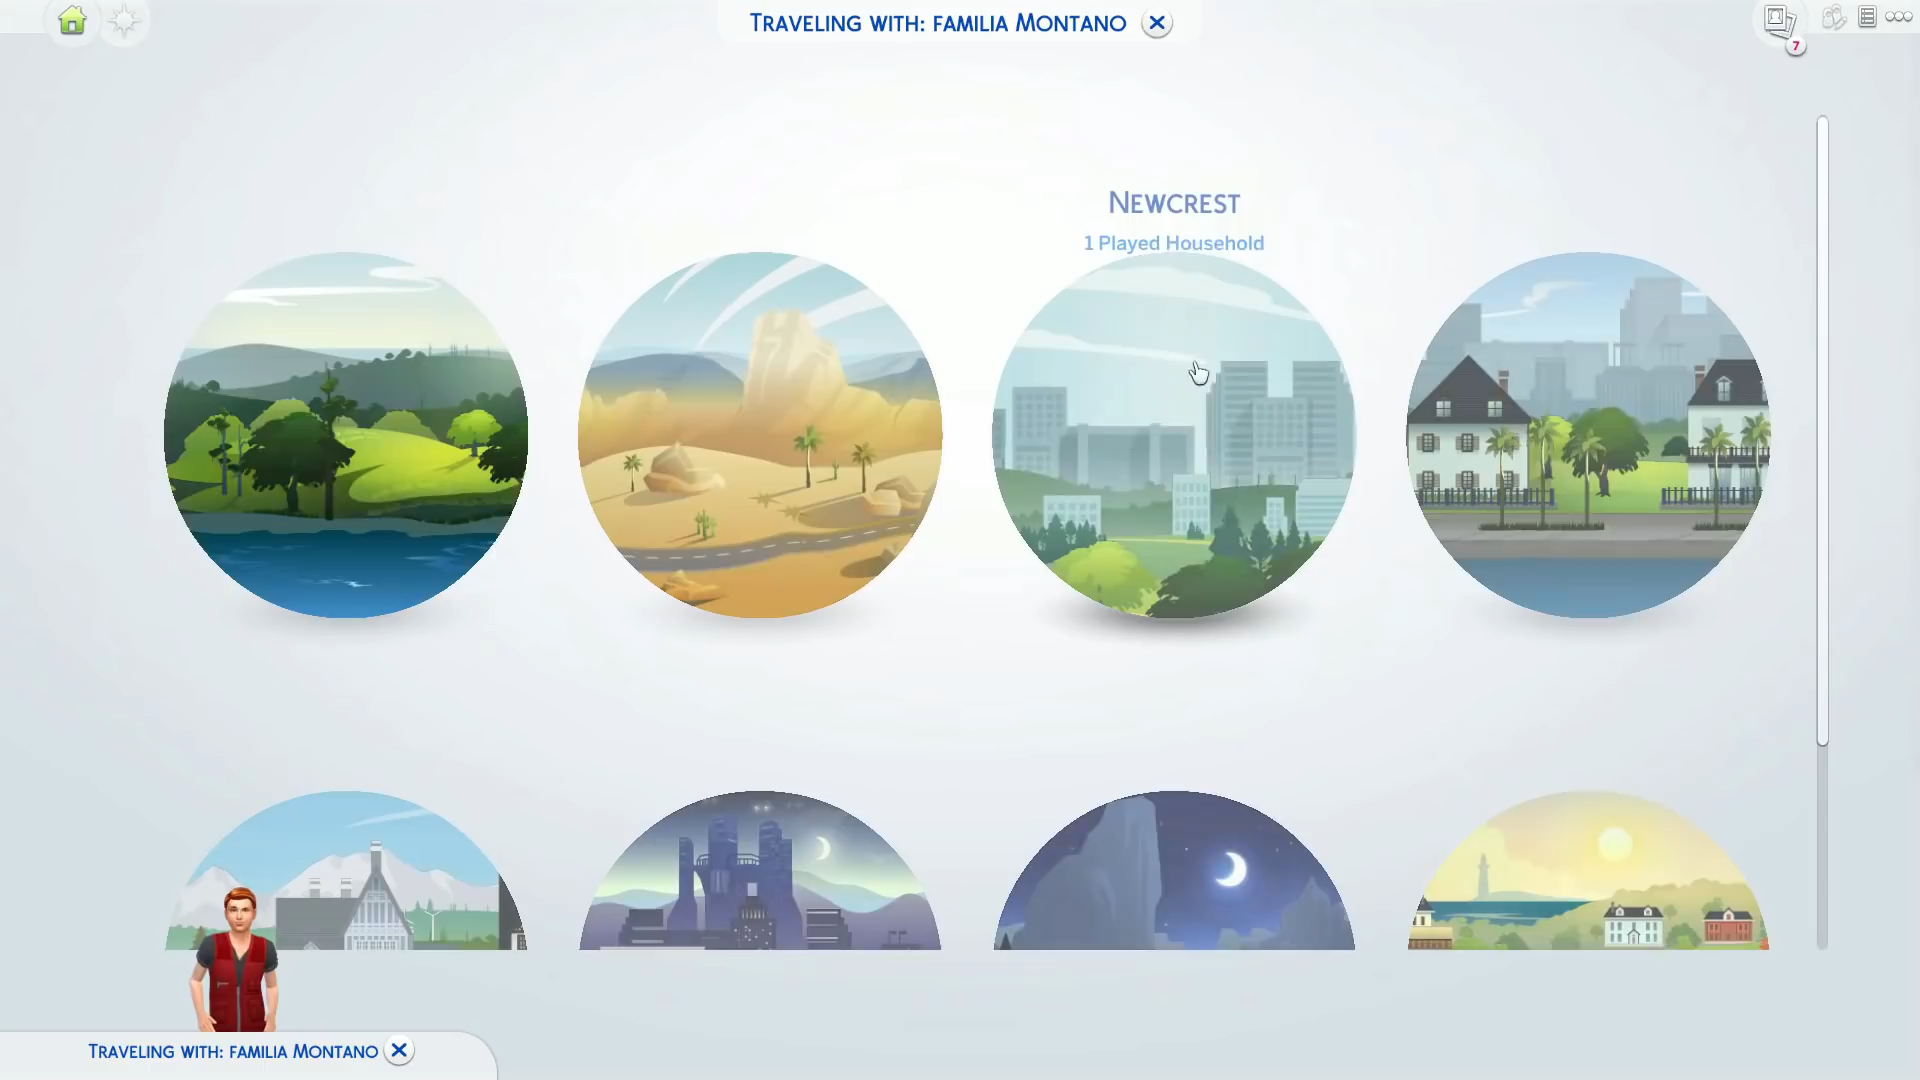 TRAVELING WITH: FAMILIA MONTANO
7
NEWCREST
1 Played Household
TRAVELING WITH: FAMILIA MONTANO